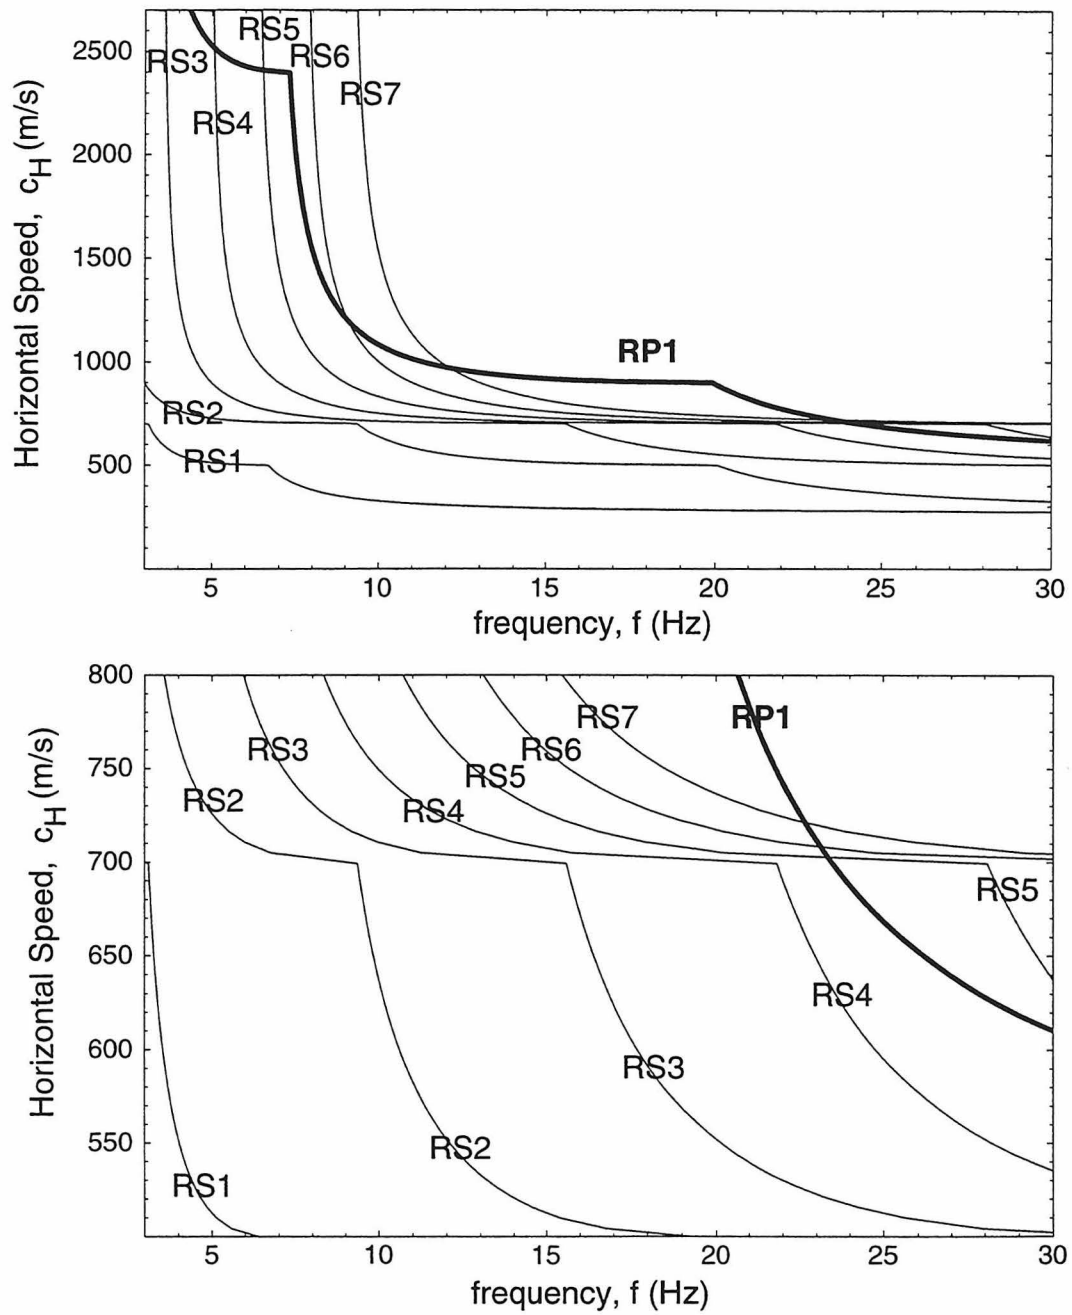 Horizontal Speed, cH (m/s)
2500
2000
1500
1000
500
RS5
RS6
RS3
RS7
RS4
RP1
RS2
RS1
5 10 15 20 25 30
frequency, f (Hz)
Horizontal Speed, cH (m/s)
800
750
700
650
600
550
RP1
RS7
RS3
RS6
RS5
RS2
RS4
RS5
RS4
RS3
RS2
RS1
5 10 15 20 25 30
frequency, f (Hz)